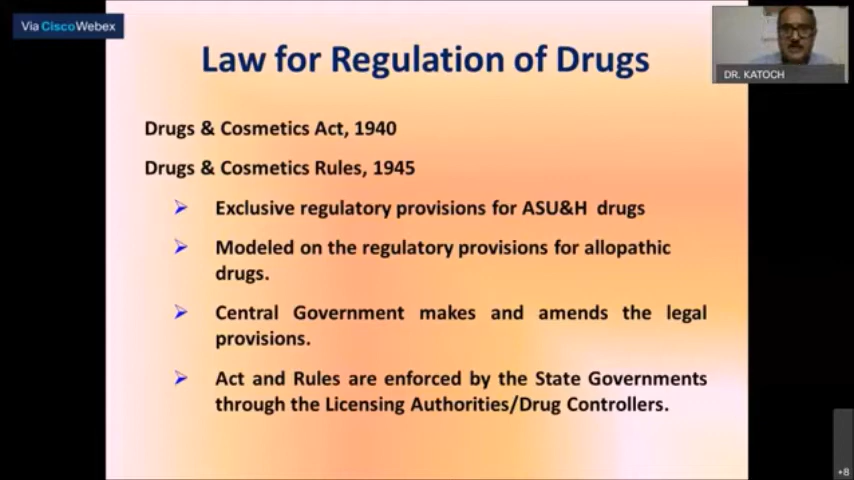 Via Cisco Webex
DR. KATOCH
Law for Regulation of Drugs
Drugs & Cosmetics Act, 1940
Drugs & Cosmetics Rules, 1945
Exclusive regulatory provisions for ASU&H drugs
Modeled on the regulatory provisions for allopathic
drugs.
Central Government makes and amends the legal
provisions.
Act and Rules are enforced by the State Governments
through the Licensing Authorities/Drug Controllers.
+8